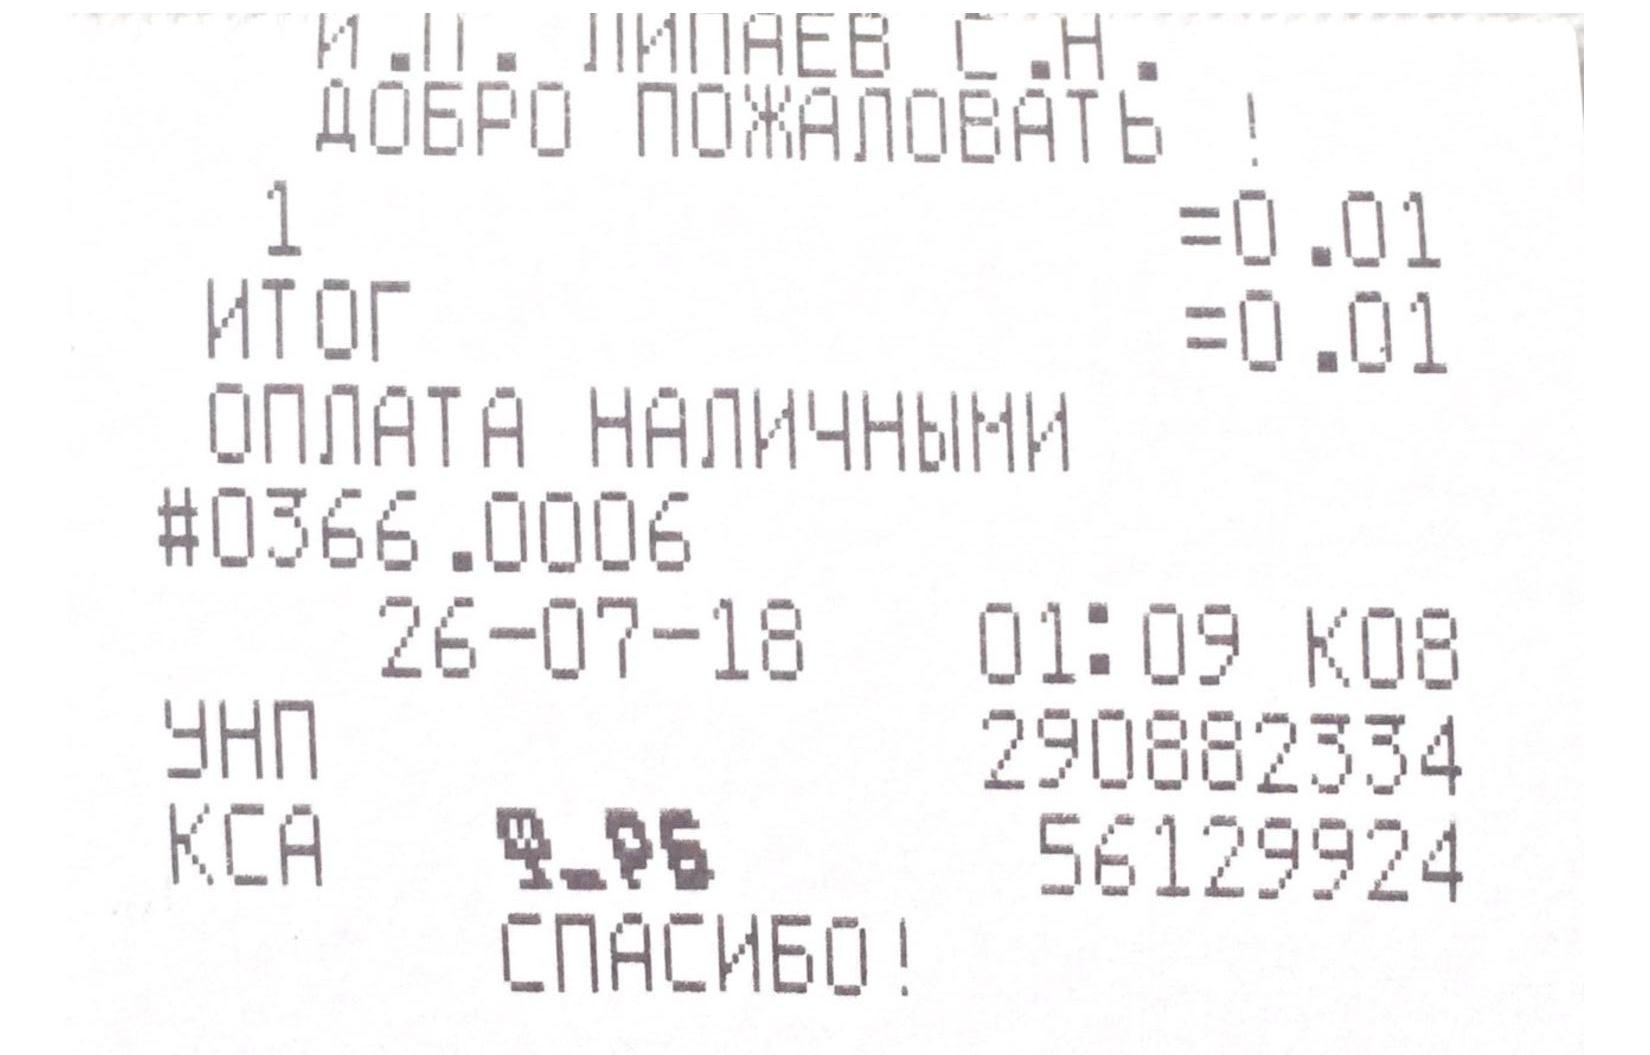 И.П. ЛИПАЕВ С.Н.
ДОБРО ПОЖАЛОВАТЬ !
1 =0.01
ИТОГ =0.01
ОПЛАТА НАЛИЧНЫМИ
#0366.0006
26-07-18 01:09 К08
УНП 290882334
КСА 56129924
СПАСИБО!